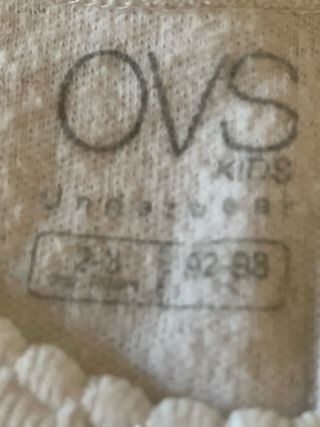 OVS
KIDS
Underwear
2-3 92-98